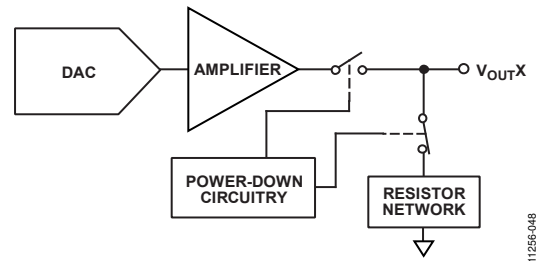 DAC
AMPLIFIER
VOUTX
POWER-DOWN
CIRCUITRY
RESISTOR
NETWORK
11256-048